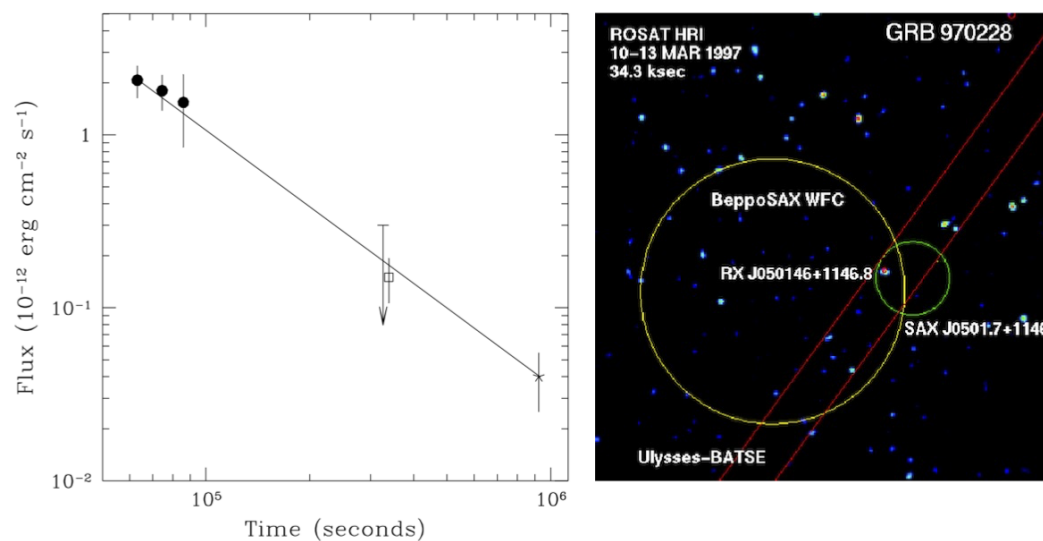 Flux (10⁻¹² erg cm⁻² s⁻¹)
1
10⁻¹
10⁻²
10⁵
10⁶
Time (seconds)
ROSAT HRI
10-13 MAR 1997
34.3 ksec
GRB 970228
BeppoSAX WFC
RX J050146+1146.8
SAX J0501.7+1146
Ulysses-BATSE